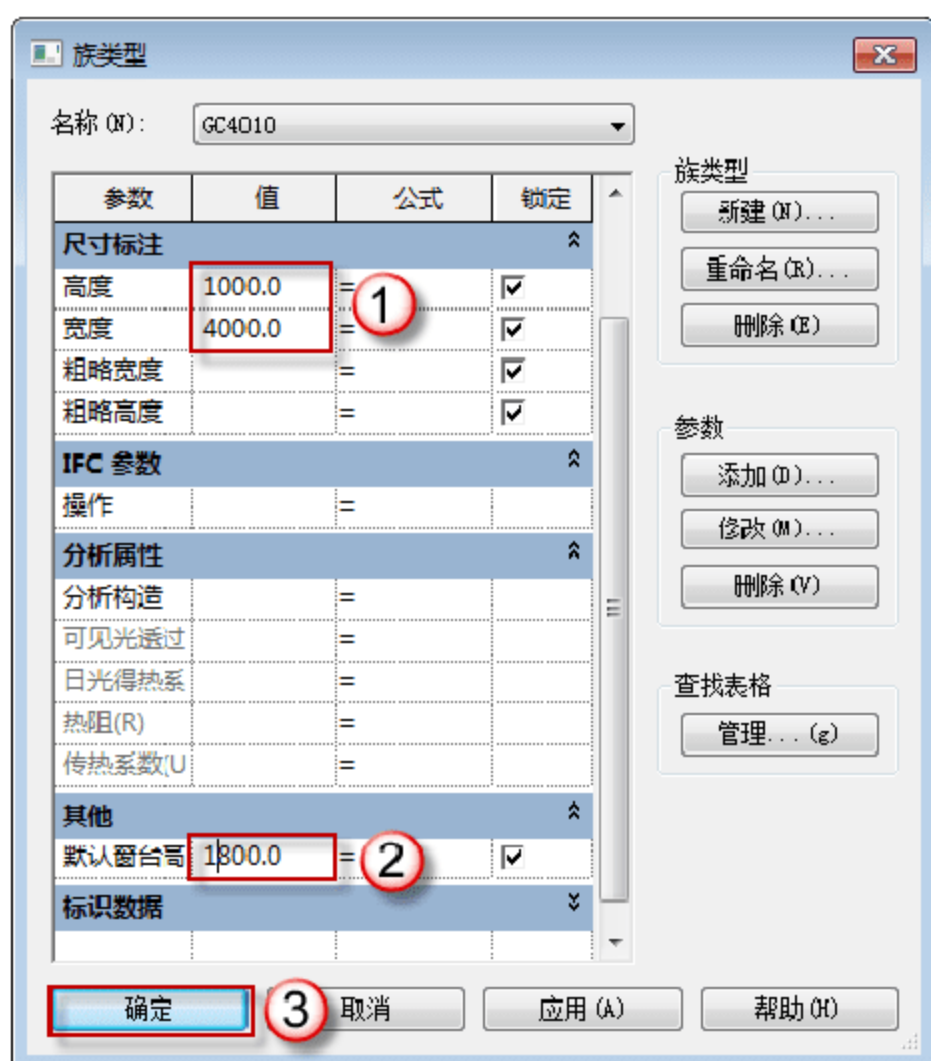 族类型
名称(N): GC4010
参数 值 公式 锁定
尺寸标注
高度 1000.0 =
1
宽度 4000.0 =
粗略宽度 =
粗略高度 =
IFC 参数
操作 =
分析属性
分析构造 =
可见光透过 =
日光得热系 =
热阻(R) =
传热系数(U =
其他
默认窗台高 1800.0 = 2
标识数据
族类型
新建(N)...
重命名(R)...
删除(E)
参数
添加(D)...
修改(M)...
删除(V)
查找表格
管理...(g)
确定 3 取消 应用(A) 帮助(H)